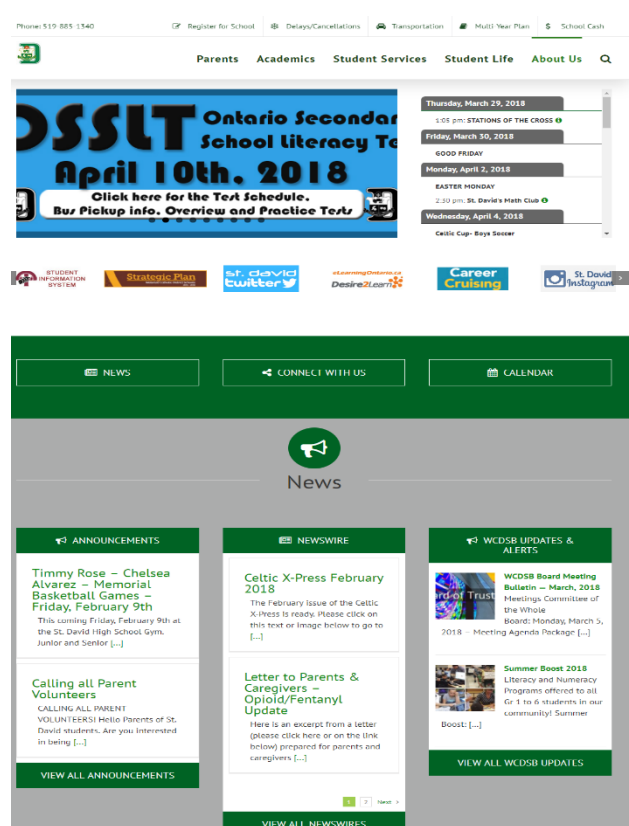 Phone: 519-885-1340
Register for School
Delays/Cancellations
Transportation
Multi Year Plan
$ School Cash
Parents
Academics
Student Services
Student Life
About Us
OSSLT
Ontario Secondar
School Literacy Te
April 10th, 2018
Click here for the Test Schedule.
Bus Pickup info, Overview and Practice Tests
Thursday, March 29, 2018
1:05 pm: STATIONS OF THE CROSS
Friday, March 30, 2018
GOOD FRIDAY
Monday, April 2, 2018
EASTER MONDAY
2:30 pm: St. David's Math Club
Wednesday, April 4, 2018
Celtic Cup- Boys Soccer
STUDENT
INFORMATION
SYSTEM
Strategic Plan
st. david
twitter
eLearningOntario.ca
Desire2Learn
Career
Cruising
St. David
Instagram
NEWS
CONNECT WITH US
CALENDAR
News
ANNOUNCEMENTS
Timmy Rose – Chelsea
Alvarez – Memorial
Basketball Games –
Friday, February 9th
This coming Friday, February 9th at
the St. David High School Gym.
Junior and Senior [...]
Calling all Parent
Volunteers
CALLING ALL PARENT
VOLUNTEERS! Hello Parents of St.
David students. Are you interested
in being [...]
VIEW ALL ANNOUNCEMENTS
NEWSWIRE
Celtic X-Press February
2018
The February issue of the Celtic
X-Press is ready. Please click on
this text or image below to go to
[...]
Letter to Parents &
Caregivers –
Opioid/Fentanyl
Update
Here is an excerpt from a letter
(please click here or on the link
below) prepared for parents and
caregivers [...]
1 2 Next >
VIEW ALL NEWSWIRES
WCDSB UPDATES &
ALERTS
rd of Trust
WCDSB Board Meeting
Bulletin – March, 2018
Meetings Committee of
the Whole
Board: Monday, March 5,
2018 – Meeting Agenda Package [...]
Summer Boost 2018
Literacy and Numeracy
Programs offered to all
Gr 1 to 6 students in our
community! Summer
Boost: [...]
VIEW ALL WCDSB UPDATES